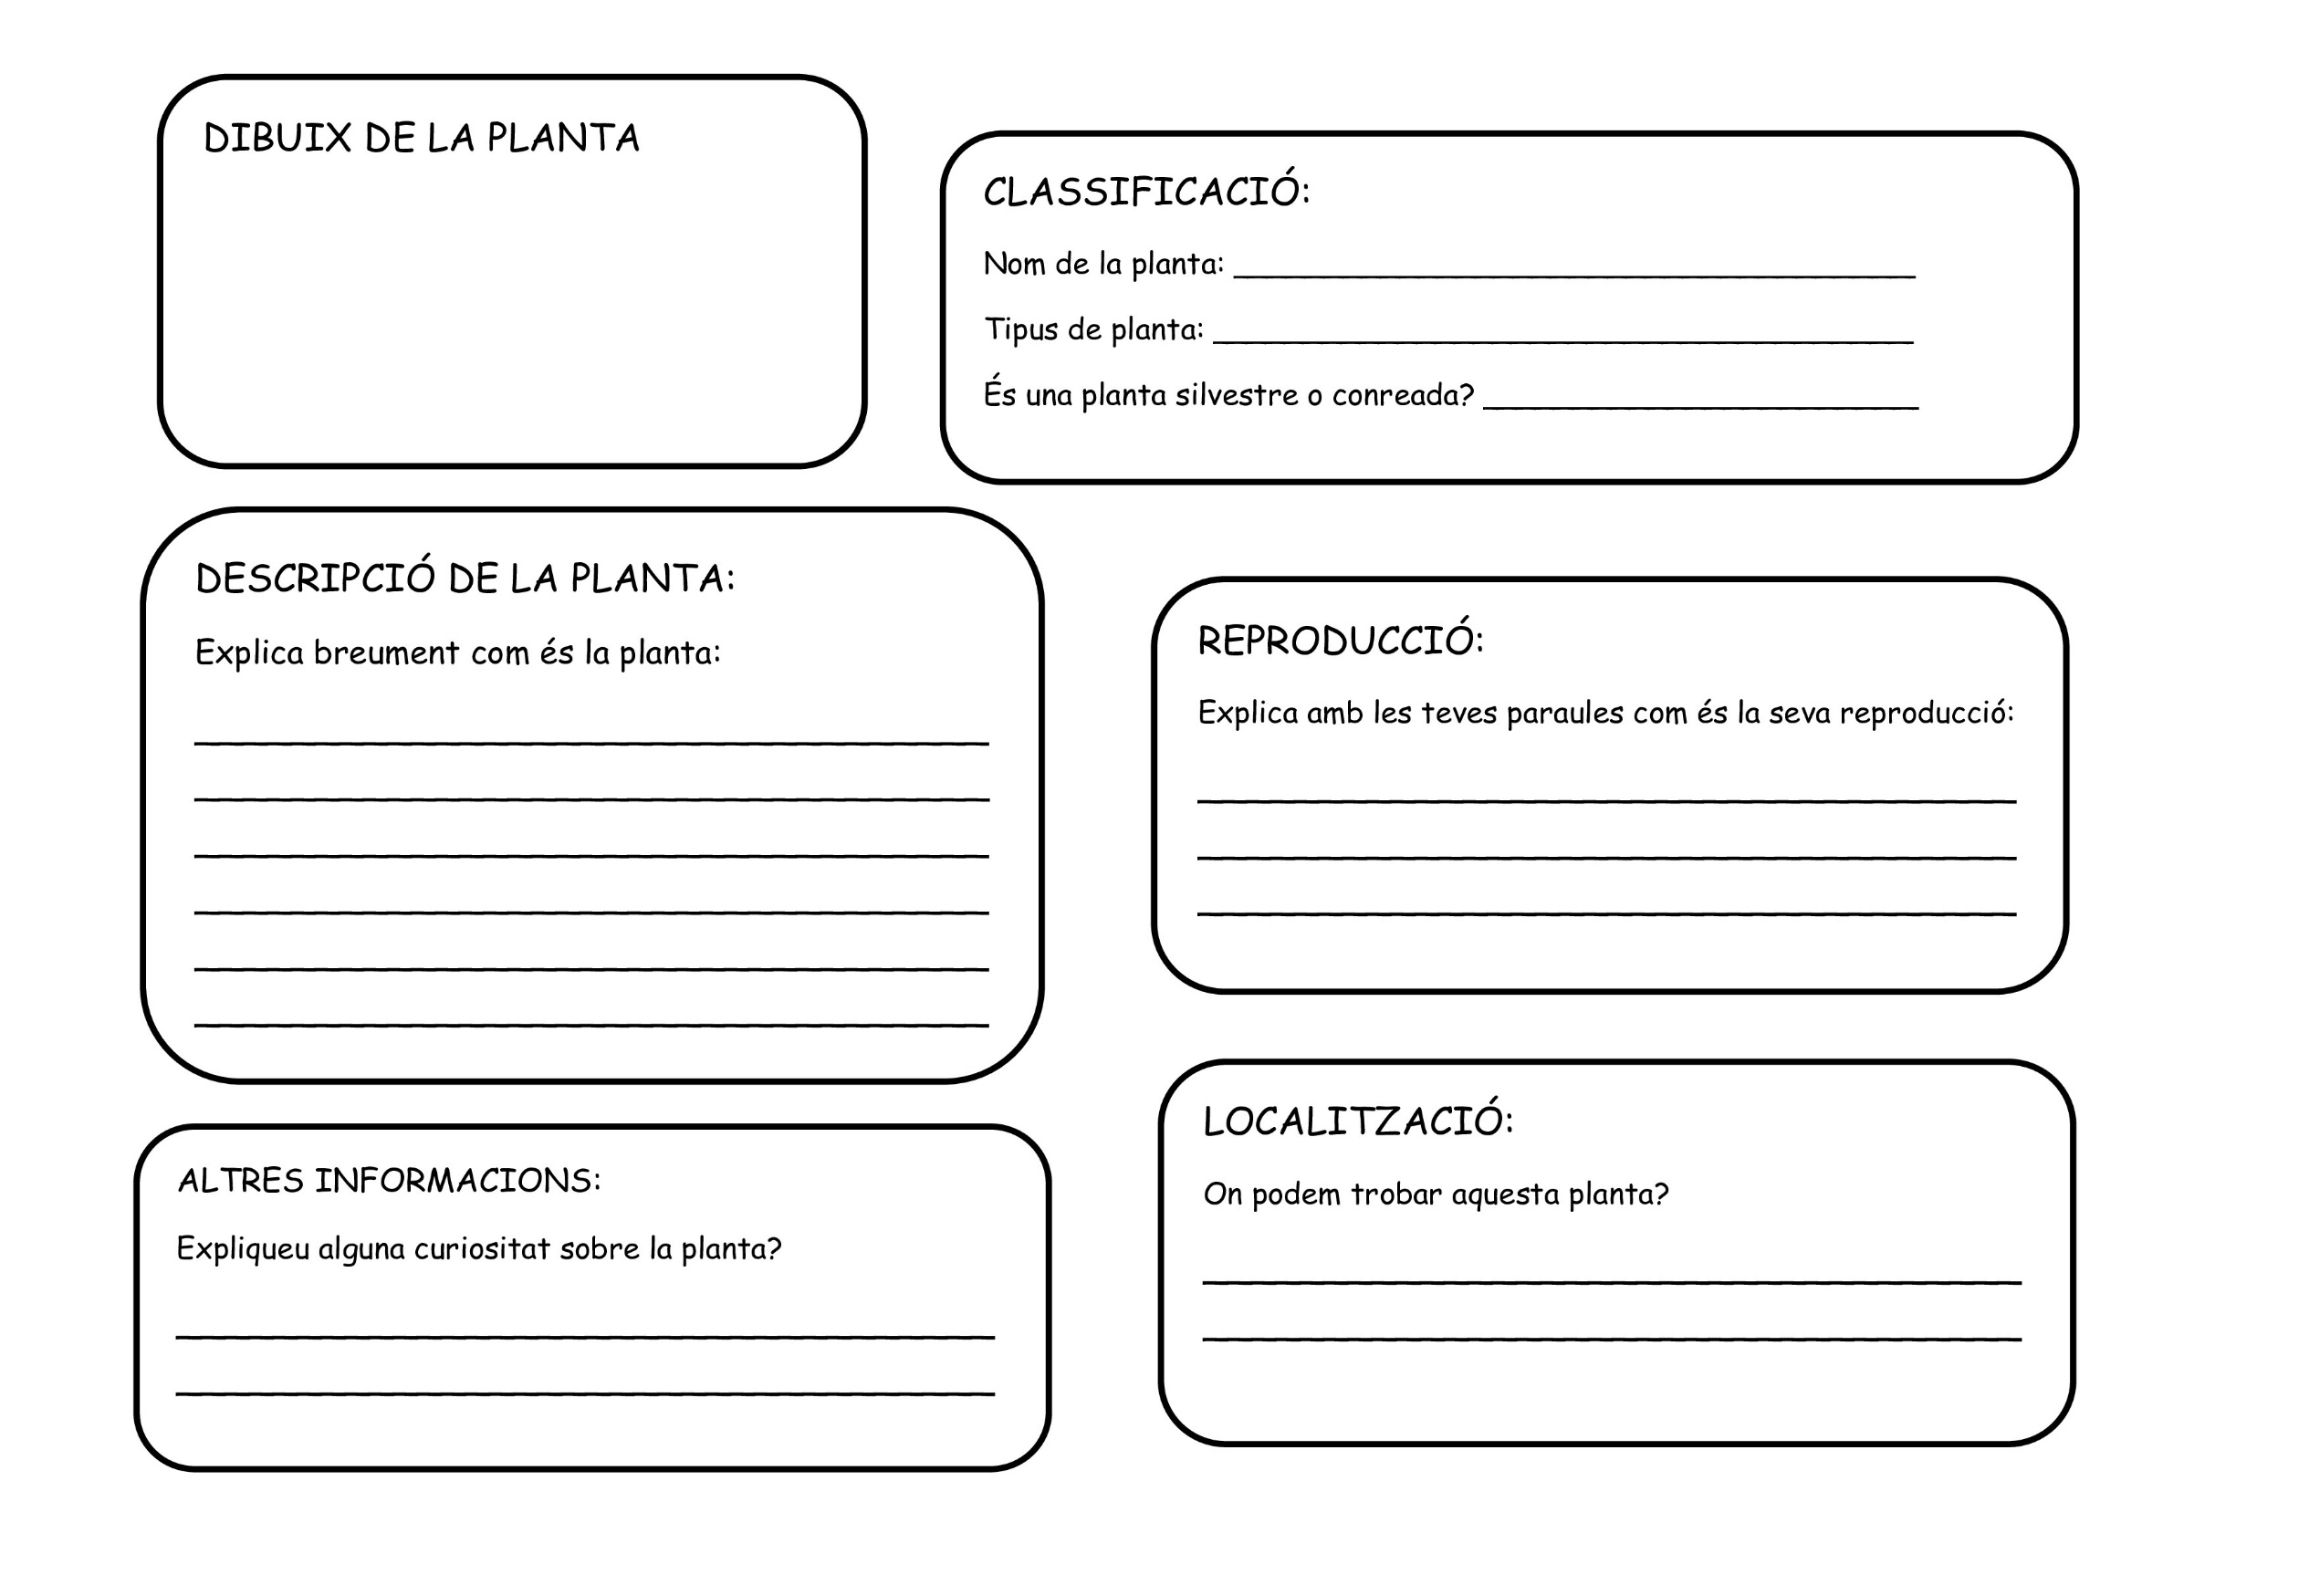 DIBUIX DE LA PLANTA
CLASSIFICACIÓ:
Nom de la planta:
Tipus de planta:
És una planta silvestre o conreada?
DESCRIPCIÓ DE LA PLANTA:
Explica breument com és la planta:
REPRODUCCIÓ:
Explica amb les teves paraules com és la seva reproducció:
ALTRES INFORMACIONS:
Expliqueu alguna curiositat sobre la planta?
LOCALITZACIÓ:
On podem trobar aquesta planta?